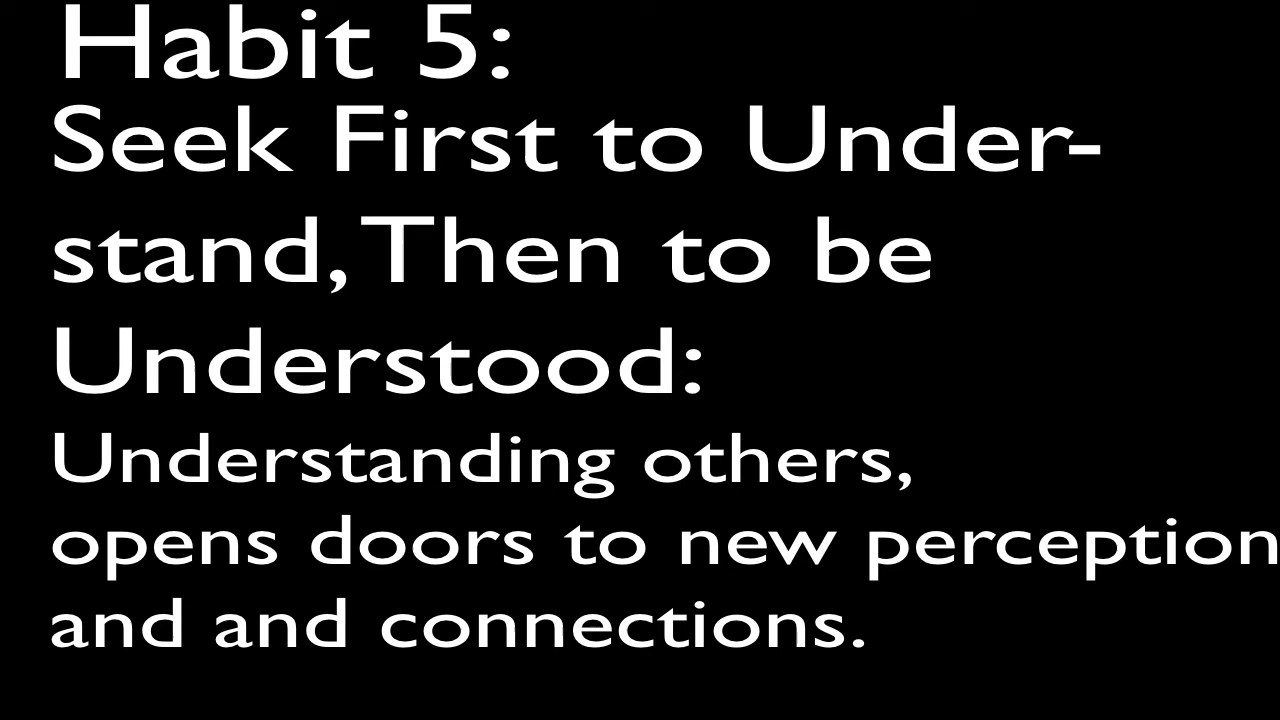 Habit 5:
Seek First to Under-
stand, Then to be
Understood:
Understanding others,
opens doors to new perception
and and connections.